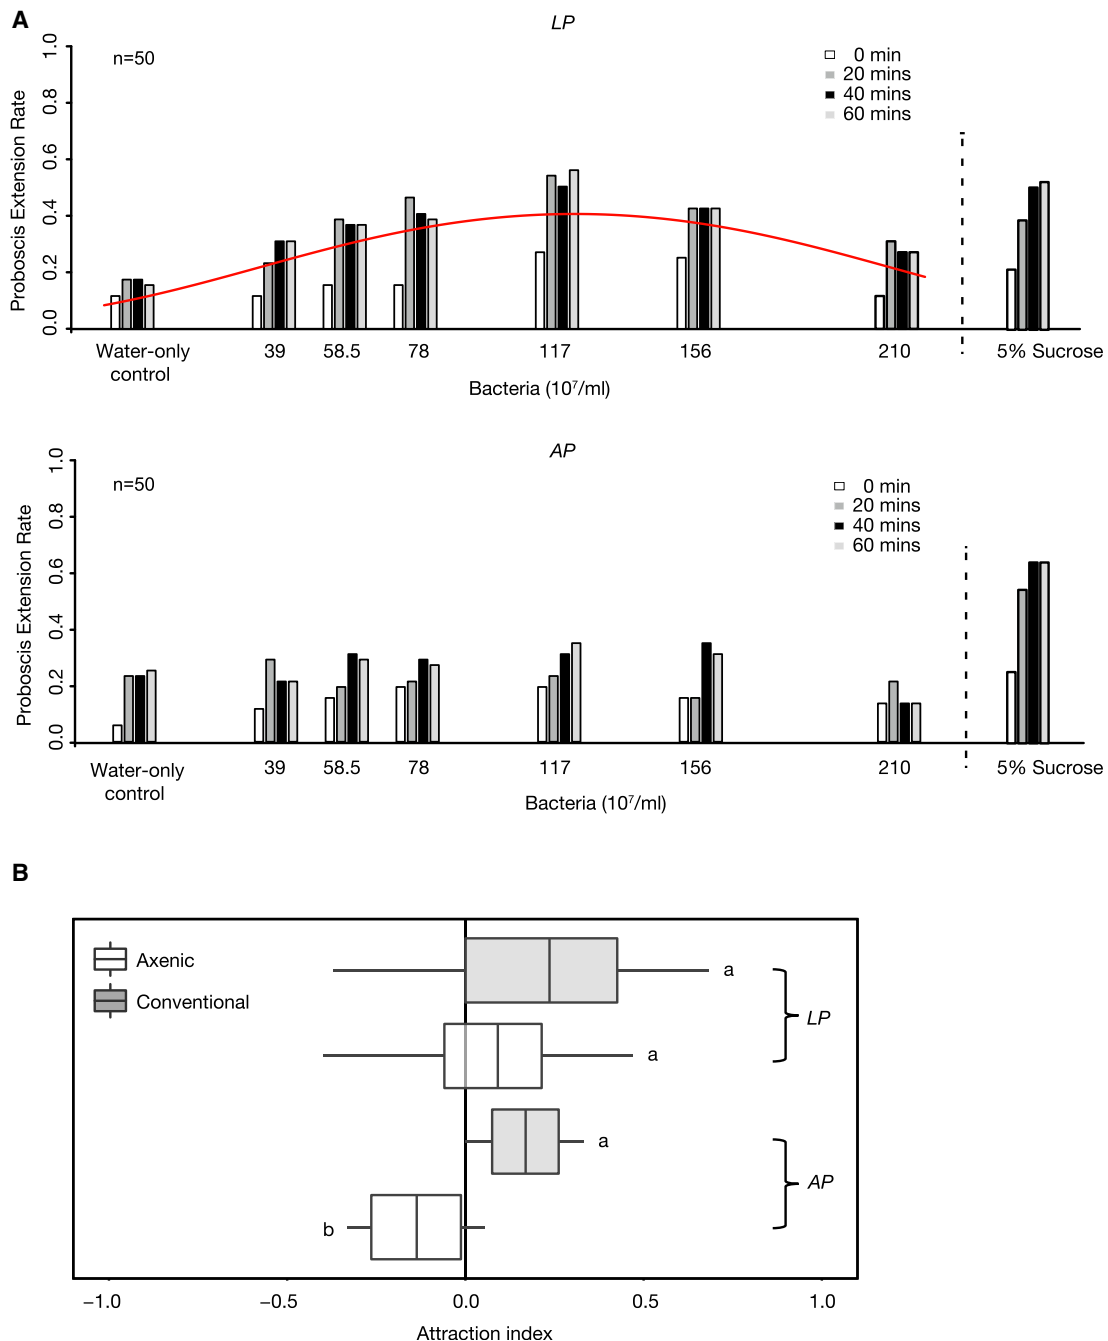 A
LP
n=50
0 min
20 mins
40 mins
60 mins
Proboscis Extension Rate
0.0 0.2 0.4 0.6 0.8 1.0
Water-only control 39 58.5 78 117 156 210 5% Sucrose
Bacteria (10⁷/ml)
AP
n=50
0 min
20 mins
40 mins
60 mins
Proboscis Extension Rate
0.0 0.2 0.4 0.6 0.8 1.0
Water-only control 39 58.5 78 117 156 210 5% Sucrose
Bacteria (10⁷/ml)
B
Axenic
Conventional
a
a
LP
a
b
AP
−1.0 −0.5 0.0 0.5 1.0
Attraction index